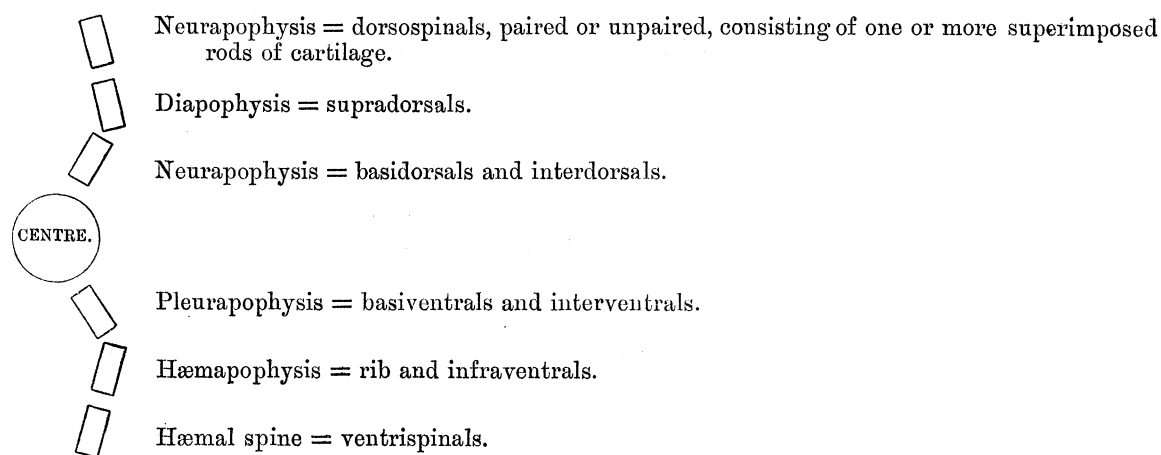 Neurapophysis = dorsospinals, paired or unpaired, consisting of one or more superimposed
rods of cartilage.
Diapophysis = supradorsals.
Neurapophysis = basidorsals and interdorsals.
CENTRE.
Pleurapophysis = basiventrals and interventrals.
Hæmapophysis = rib and infraventrals.
Hæmal spine = ventrispinals.